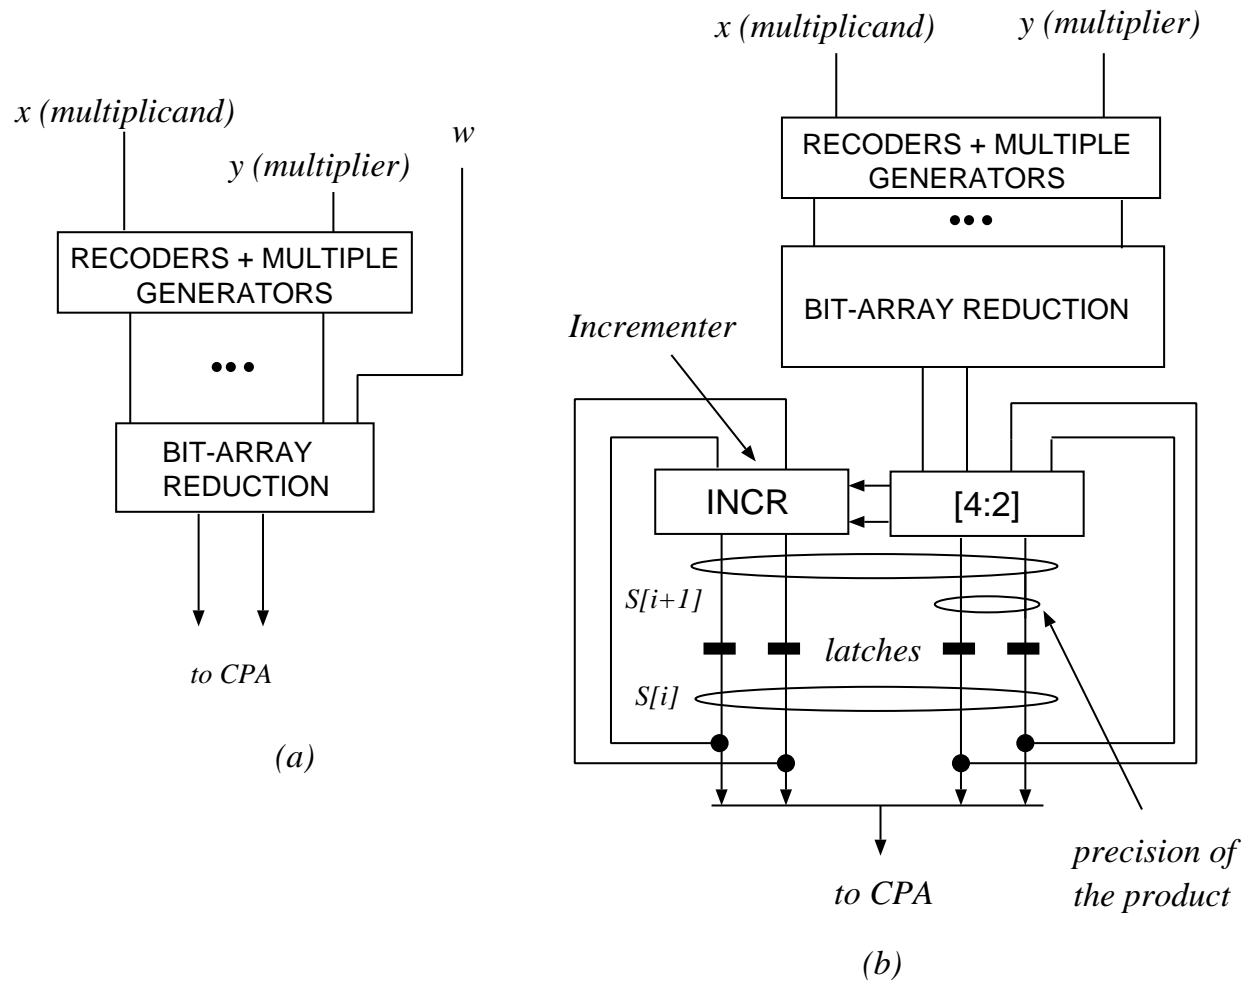 x (multiplicand)
y (multiplier)
w
RECODERS + MULTIPLE
GENERATORS
BIT-ARRAY
REDUCTION
to CPA
(a)
x (multiplicand)
y (multiplier)
RECODERS + MULTIPLE
GENERATORS
BIT-ARRAY REDUCTION
Incrementer
INCR
[4:2]
S[i+1]
latches
S[i]
precision of
the product
to CPA
(b)